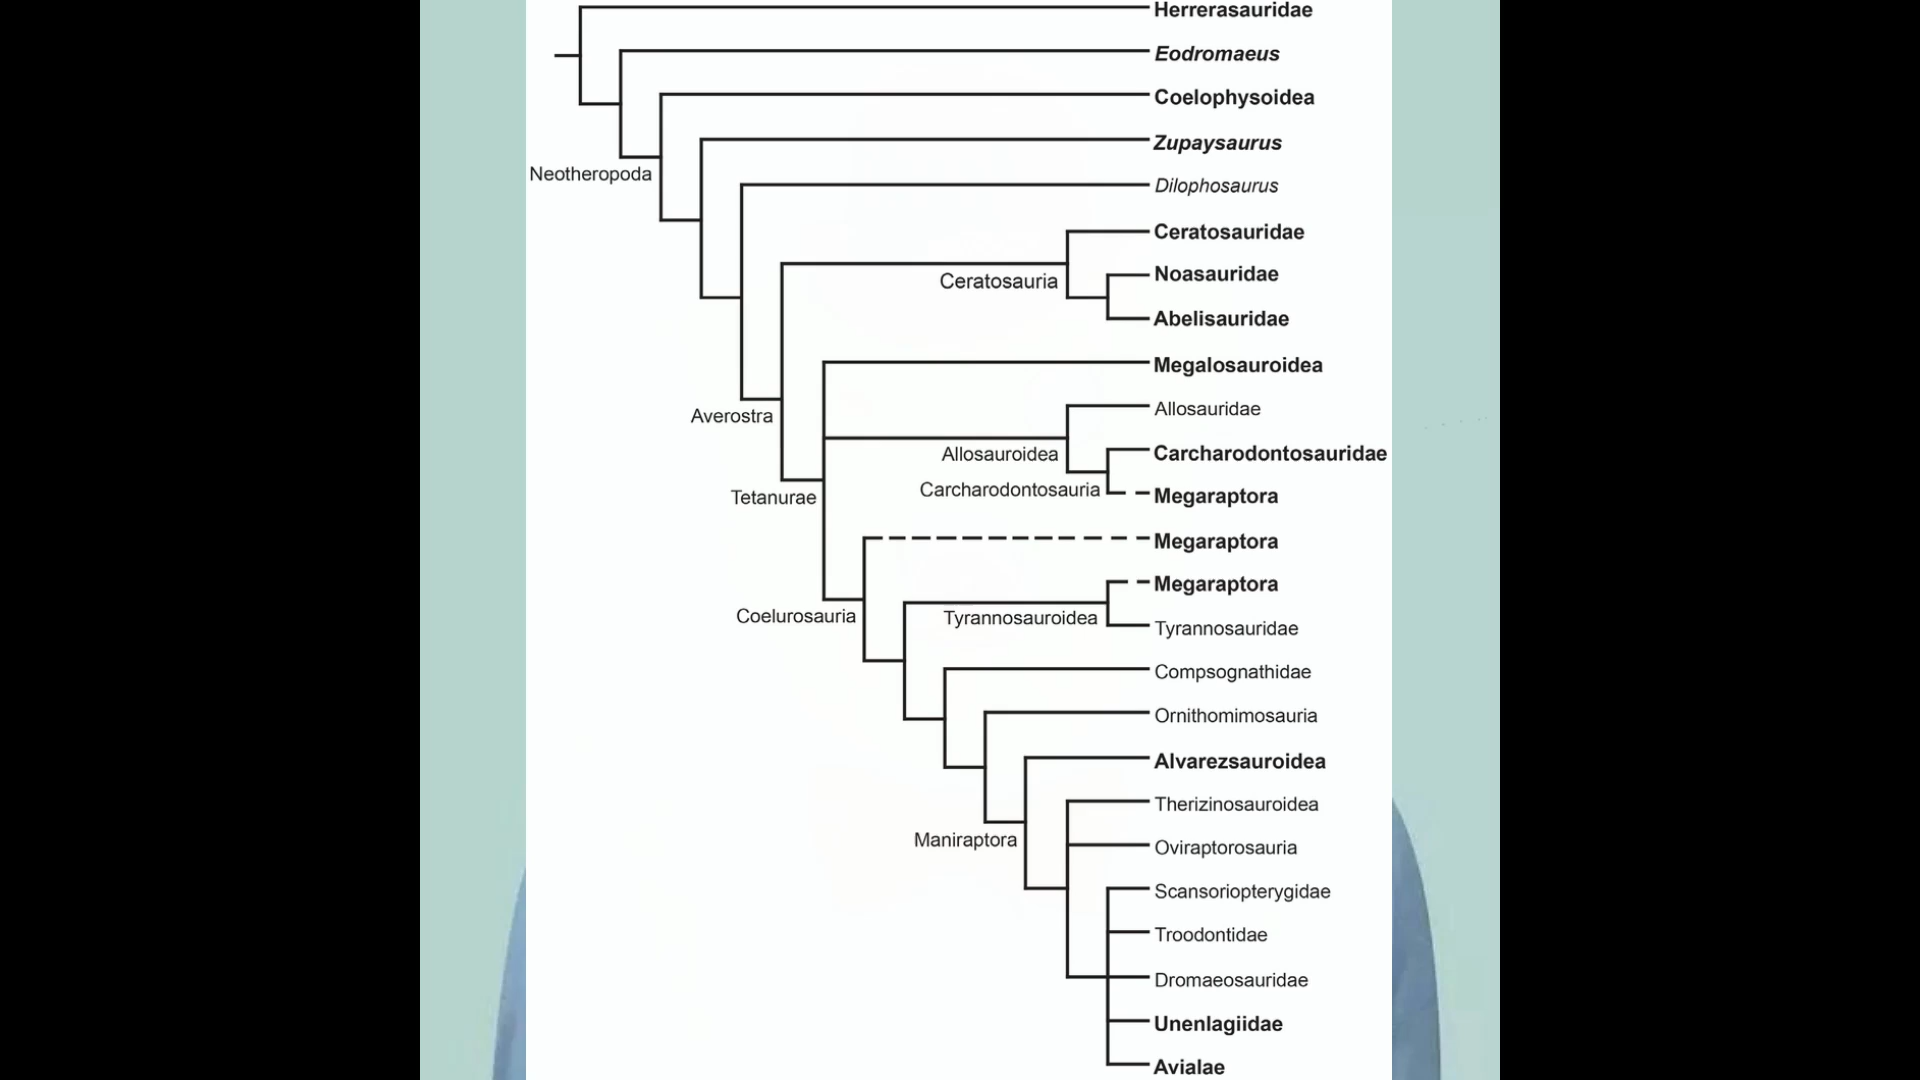 Herrerasauridae
Eodromaeus
Coelophysoidea
Zupaysaurus
Neotheropoda
Dilophosaurus
Ceratosauridae
Noasauridae
Ceratosauria
Abelisauridae
Megalosauroidea
Allosauridae
Averostra
Allosauroidea
Carcharodontosauridae
Carcharodontosauria
Megaraptora
Tetanurae
Megaraptora
Megaraptora
Coelurosauria
Tyrannosauroidea
Tyrannosauridae
Compsognathidae
Ornithomimosauria
Alvarezsauroidea
Therizinosauroidea
Maniraptora
Oviraptorosauria
Scansoriopterygidae
Troodontidae
Dromaeosauridae
Unenlagiidae
Avialae